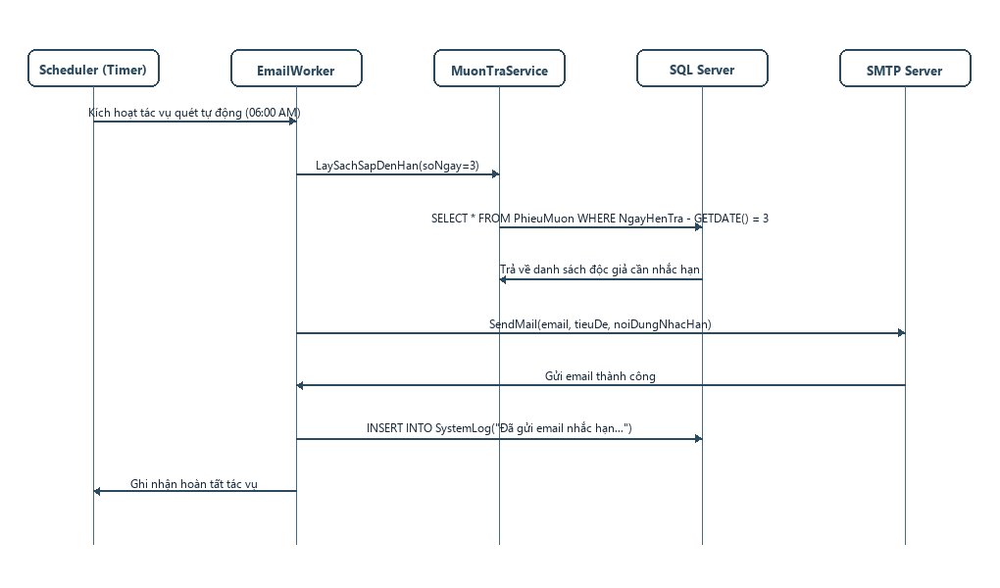 Scheduler (Timer)
EmailWorker
MuonTraService
SQL Server
SMTP Server
Kích hoạt tác vụ quét tự động (06:00 AM)
LaySachSapDenHan(soNgay=3)
SELECT * FROM PhieuMuon WHERE NgayHenTra - GETDATE() = 3
Trả về danh sách độc giả cần nhắc hạn
SendMail(email, tieuDe, noiDungNhacHan)
Gửi email thành công
INSERT INTO SystemLog("Đã gửi email nhắc hạn...")
Ghi nhận hoàn tất tác vụ